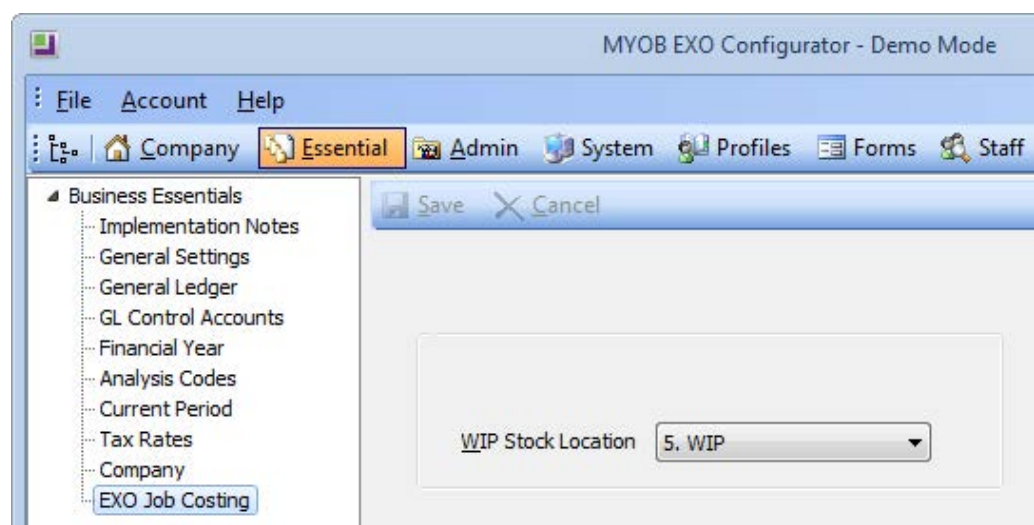 MYOB EXO Configurator - Demo Mode
File Account Help
Company Essential Admin System Profiles Forms Staff
Business Essentials
Implementation Notes
General Settings
General Ledger
GL Control Accounts
Financial Year
Analysis Codes
Current Period
Tax Rates
Company
EXO Job Costing
Save Cancel
WIP Stock Location 5. WIP